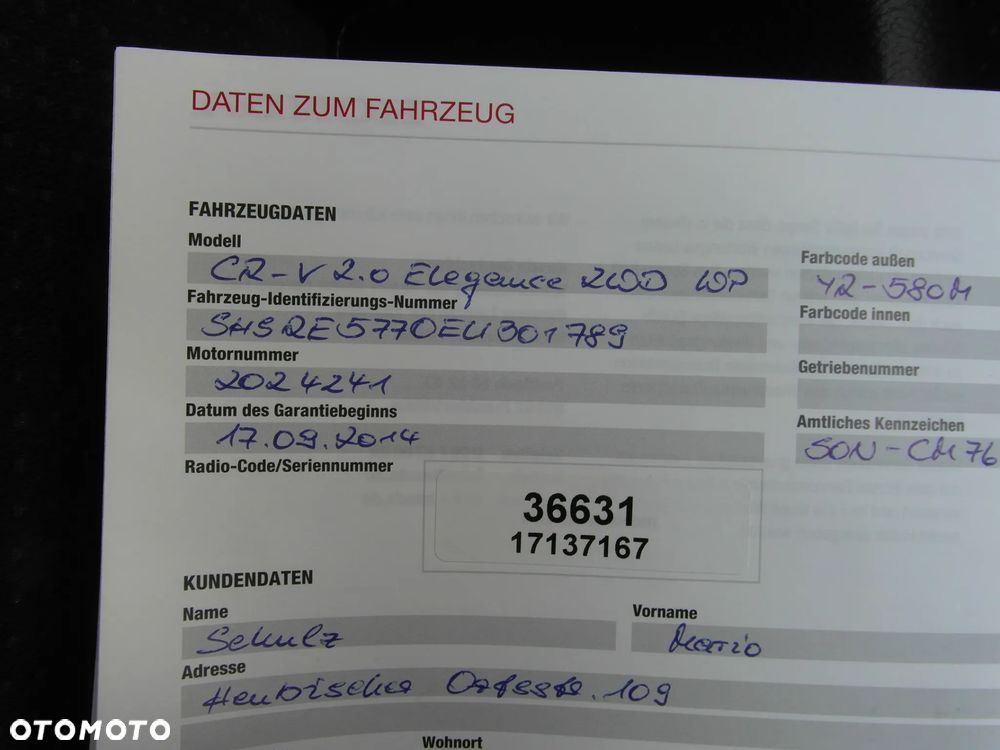 DATEN ZUM FAHRZEUG
FAHRZEUGDATEN
Modell
CR-V 2.0 Elegance 2WD WP
Farbcode außen
YR-580M
Fahrzeug-Identifizierungs-Nummer
SHSRE5770EU301789
Farbcode innen
Motornummer
2024241
Getriebenummer
Datum des Garantiebeginns
17.09.2014
Amtliches Kennzeichen
SON-CM76
Radio-Code/Seriennummer
36631
17137167
KUNDENDATEN
Name
Schulz
Vorname
Mario
Adresse
109
Wohnort
OTOMOTO